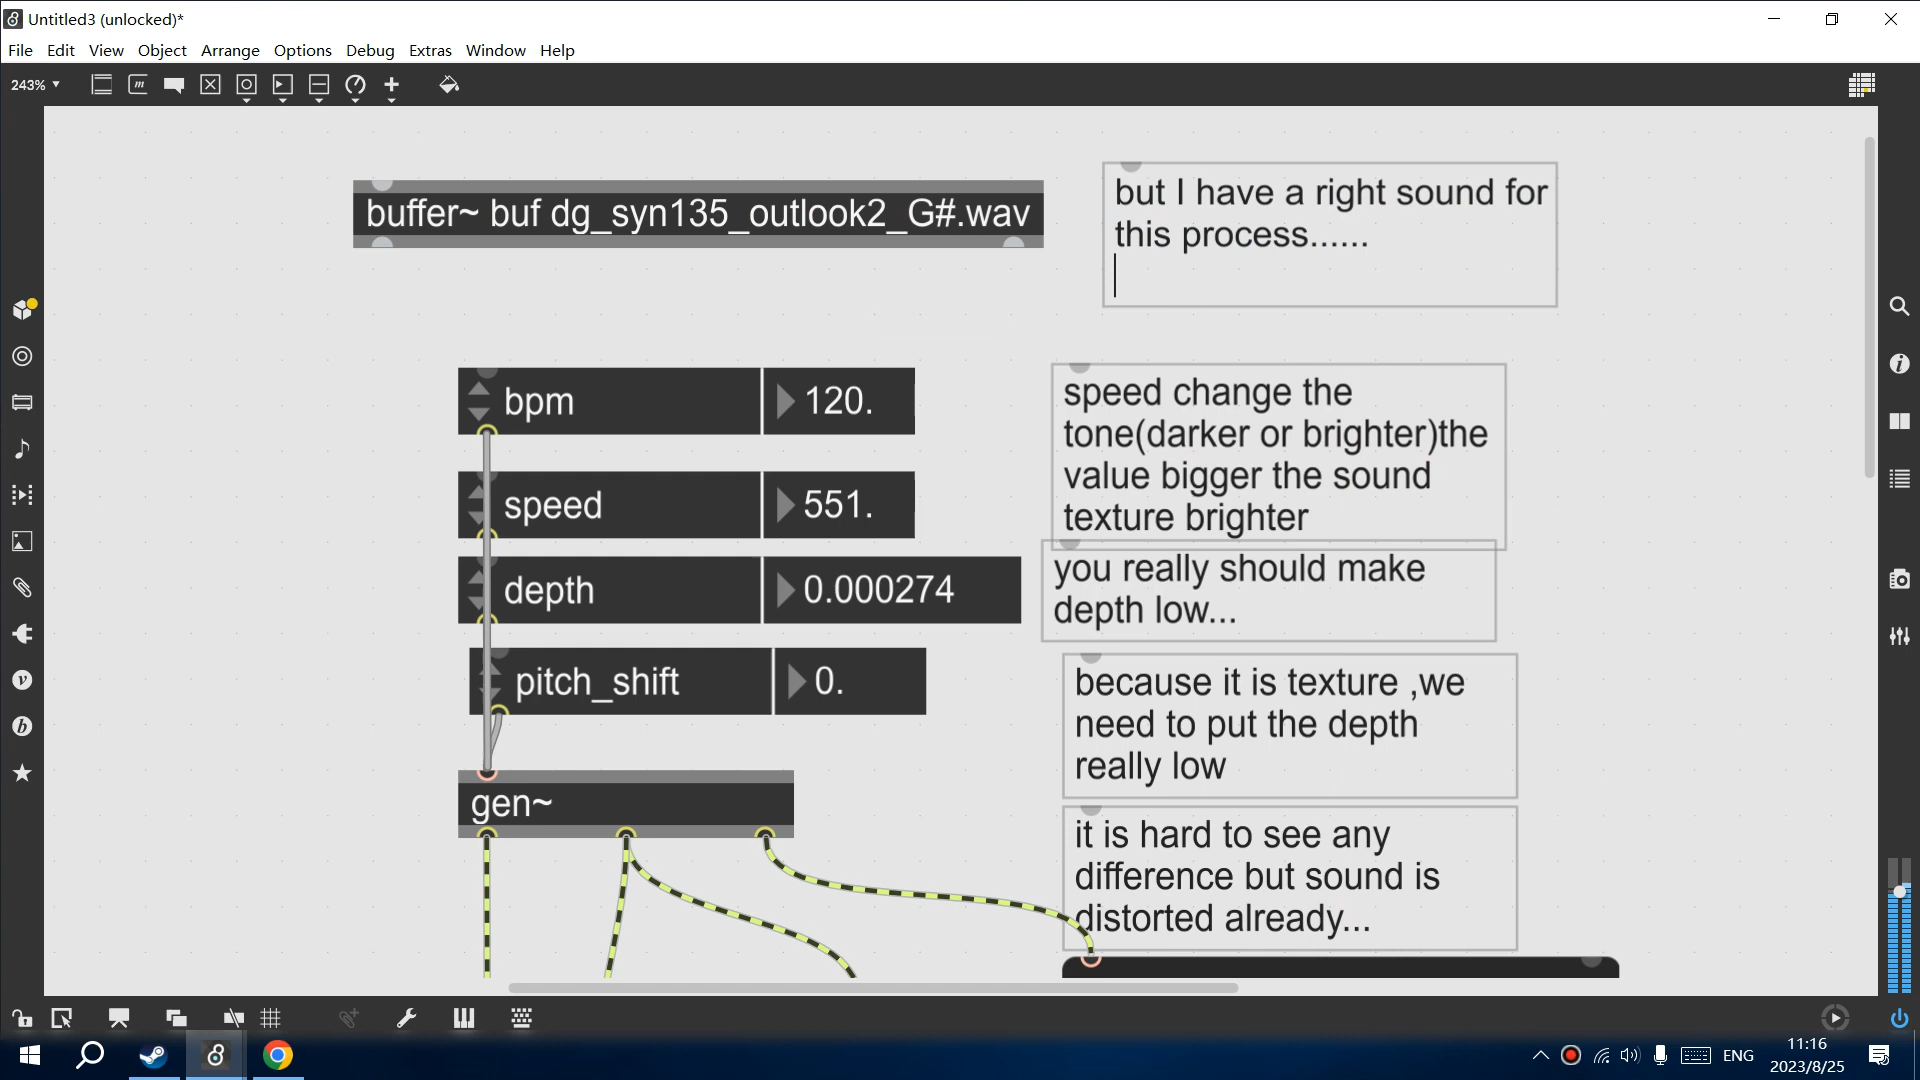 Untitled3 (unlocked)*
File Edit View Object Arrange Options Debug Extras Window Help
243%
buffer~ buf dg_syn135_outlook2_G#.wav
but I have a right sound for
this process......
bpm 120.
speed 551.
depth 0.000274
pitch_shift 0.
gen~
speed change the
tone(darker or brighter)the
value bigger the sound
texture brighter
you really should make
depth low...
because it is texture ,we
need to put the depth
really low
it is hard to see any
difference but sound is
distorted already...
ENG
11:16
2023/8/25